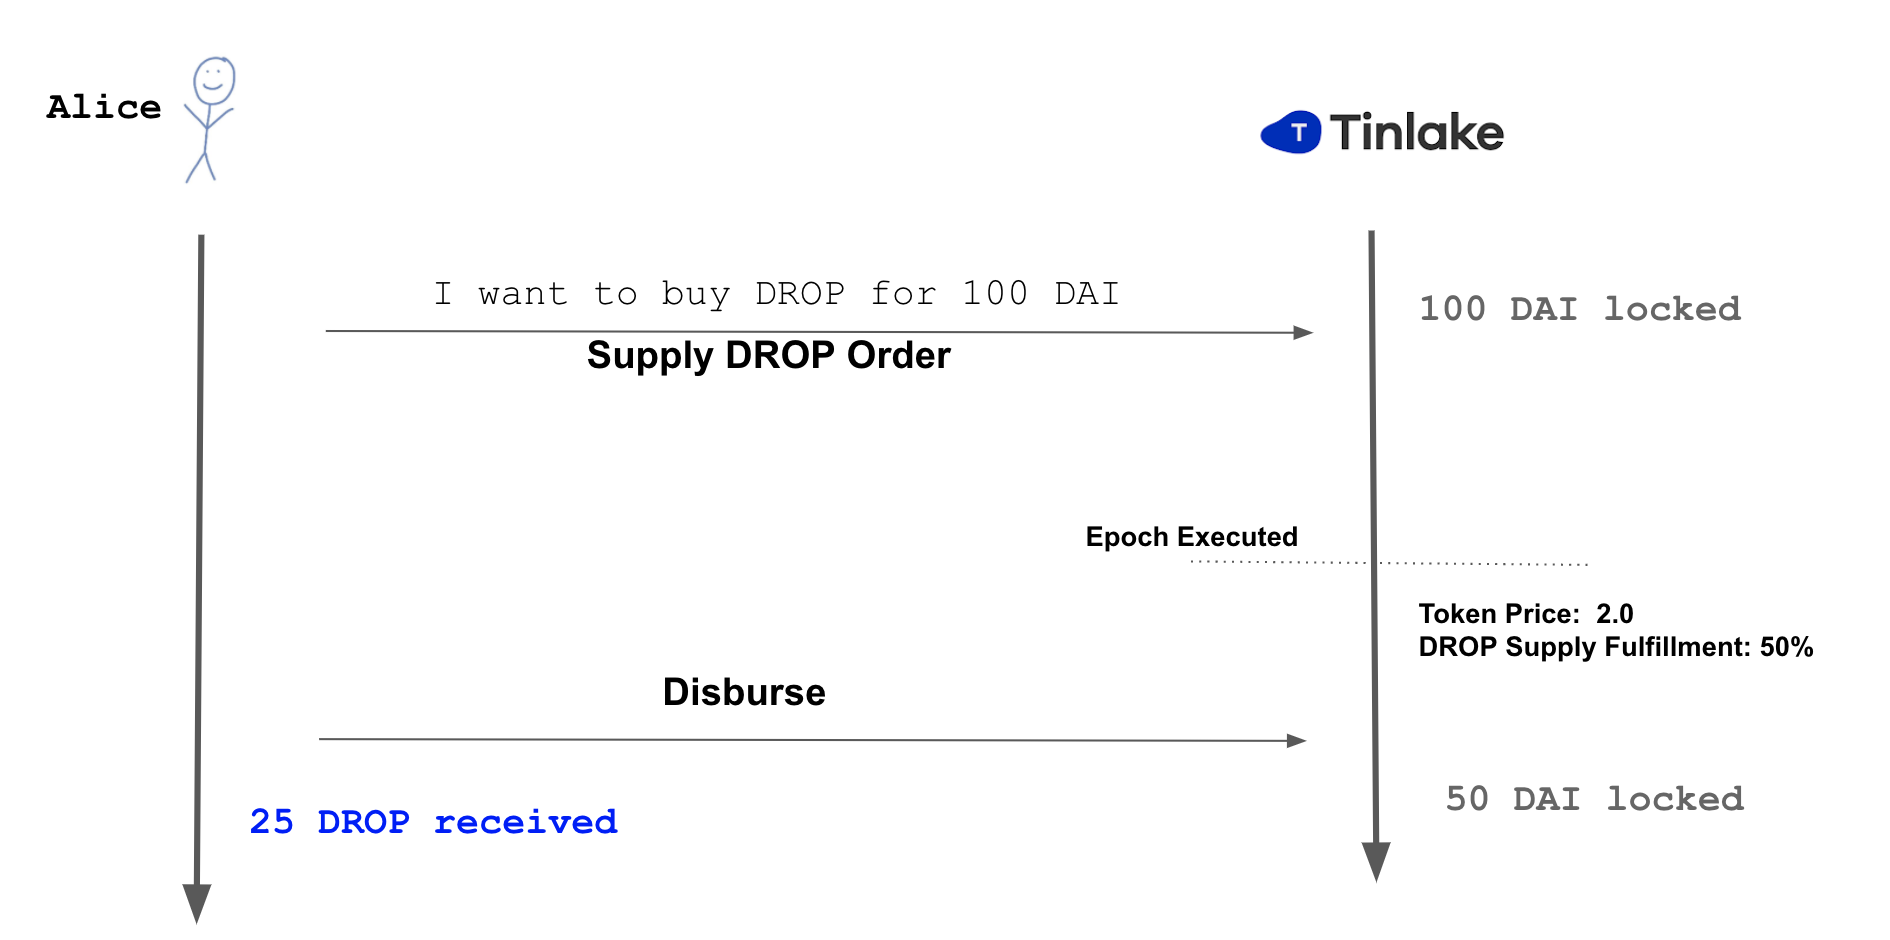 Alice
T Tinlake
I want to buy DROP for 100 DAI
100 DAI locked
Supply DROP Order
Epoch Executed
Token Price:  2.0
DROP Supply Fulfillment: 50%
Disburse
50 DAI locked
25 DROP received